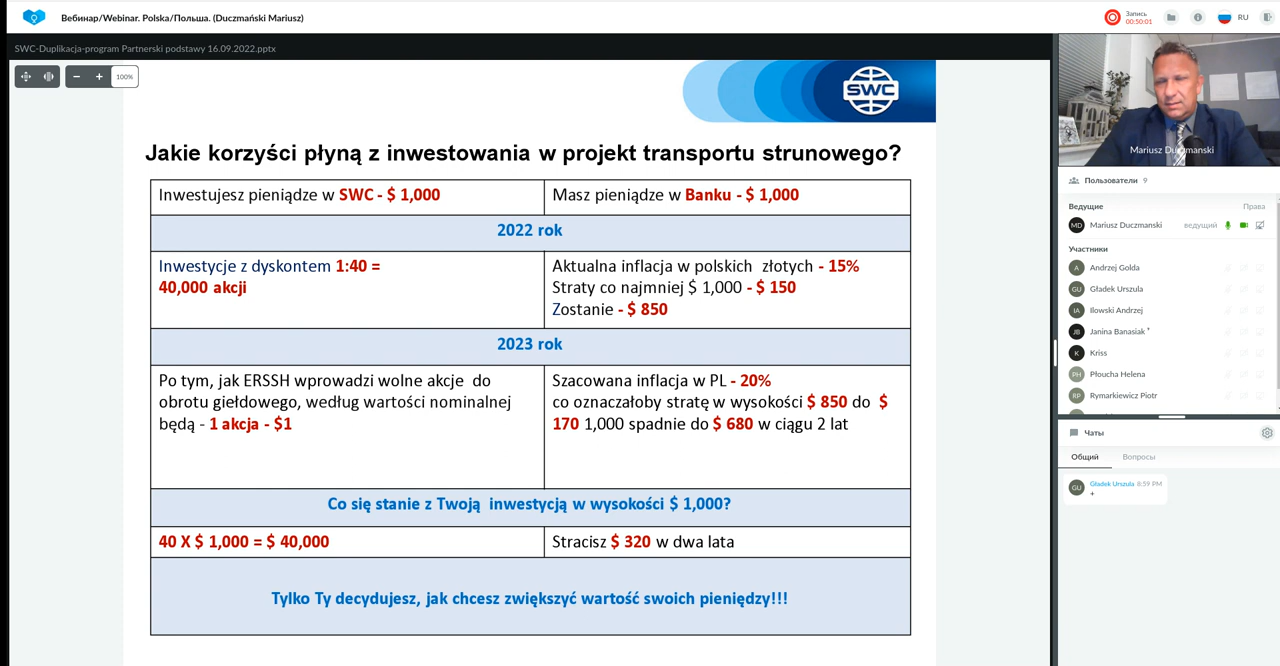 Вебинар/Webinar. Polska/Польша. (Duczmański Mariusz)
Запись
00:50:01
RU
SWC-Duplikacja-program Partnerski podstawy 16.09.2022.pptx
100%
SWC
Jakie korzyści płyną z inwestowania w projekt transportu strunowego?
Inwestujesz pieniądze w SWC - $ 1,000
Masz pieniądze w Banku - $ 1,000
2022 rok
Inwestycje z dyskontem 1:40 =
40,000 akcji
Aktualna inflacja w polskich złotych - 15%
Straty co najmniej $ 1,000 - $ 150
Zostanie - $ 850
2023 rok
Po tym, jak ERSSH wprowadzi wolne akcje do
obrotu giełdowego, według wartości nominalnej
będą - 1 akcja - $1
Szacowana inflacja w PL - 20%
co oznaczałoby stratę w wysokości $ 850 do $
170 1,000 spadnie do $ 680 w ciągu 2 lat
Co się stanie z Twoją inwestycją w wysokości $ 1,000?
40 X $ 1,000 = $ 40,000
Stracisz $ 320 w dwa lata
Tylko Ty decydujesz, jak chcesz zwiększyć wartość swoich pieniędzy!!!
Mariusz Duczmanski
Пользователи 9
Ведущие
Права
MD Mariusz Duczmanski ведущий
Участники
A Andrzej Golda
GU Gładek Urszula
IA Ilowski Andrzej
JB Janina Banasiak *
K Kriss
PH Płoucha Helena
RP Rymarkiewicz Piotr
Чаты
Общий
Вопросы
GU Gładek Urszula 8:59 PM
+